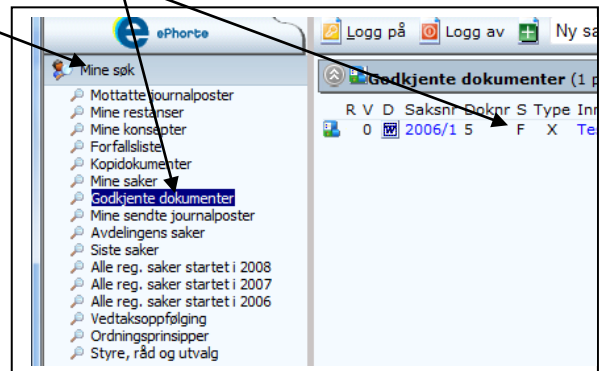 ePhorte
Logg på Logg av Ny sa
Mine søk
Mottatte journalposter
Mine restanser
Mine konsepter
Forfallsliste
Kopidokumenter
Mine saker
Godkjente dokumenter
Mine sendte journalposter
Avdelingens saker
Siste saker
Alle reg. saker startet i 2008
Alle reg. saker startet i 2007
Alle reg. saker startet i 2006
Vedtaksoppfølging
Ordningsprinsipper
Styre, råd og utvalg
Godkjente dokumenter (1 p
R V D Saksnr Doknr S Type Inn
0 W 2006/1 5 F X Te